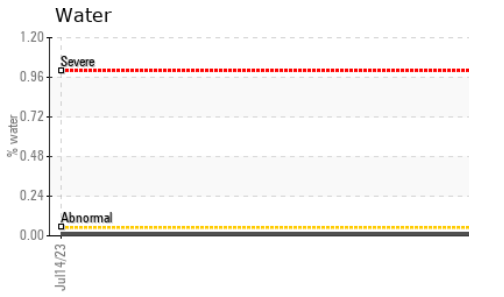 Water
1.20
Severe
0.96
0.72
% water
0.48
0.24
Abnormal
0.00
Jul14/23